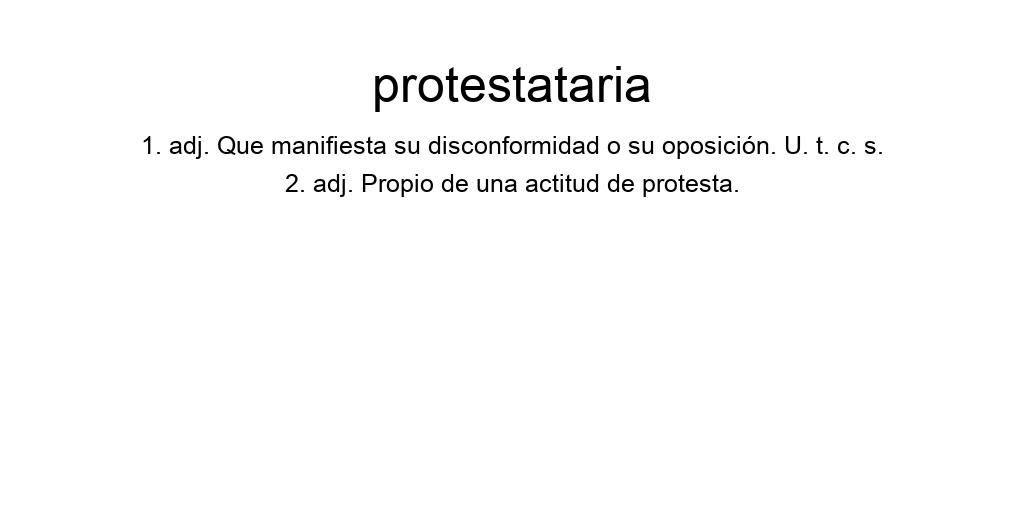 protestataria
1. adj. Que manifiesta su disconformidad o su oposición. U. t. c. s.
2. adj. Propio de una actitud de protesta.